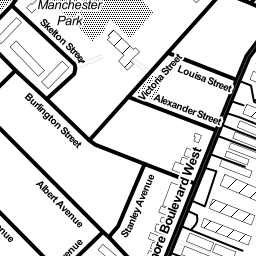 Manchester
Park
Skelton Street
Victoria Street
Louisa Street
Alexander Street
Burlington Street
Albert Avenue
Stanley Avenue
Boulevard West